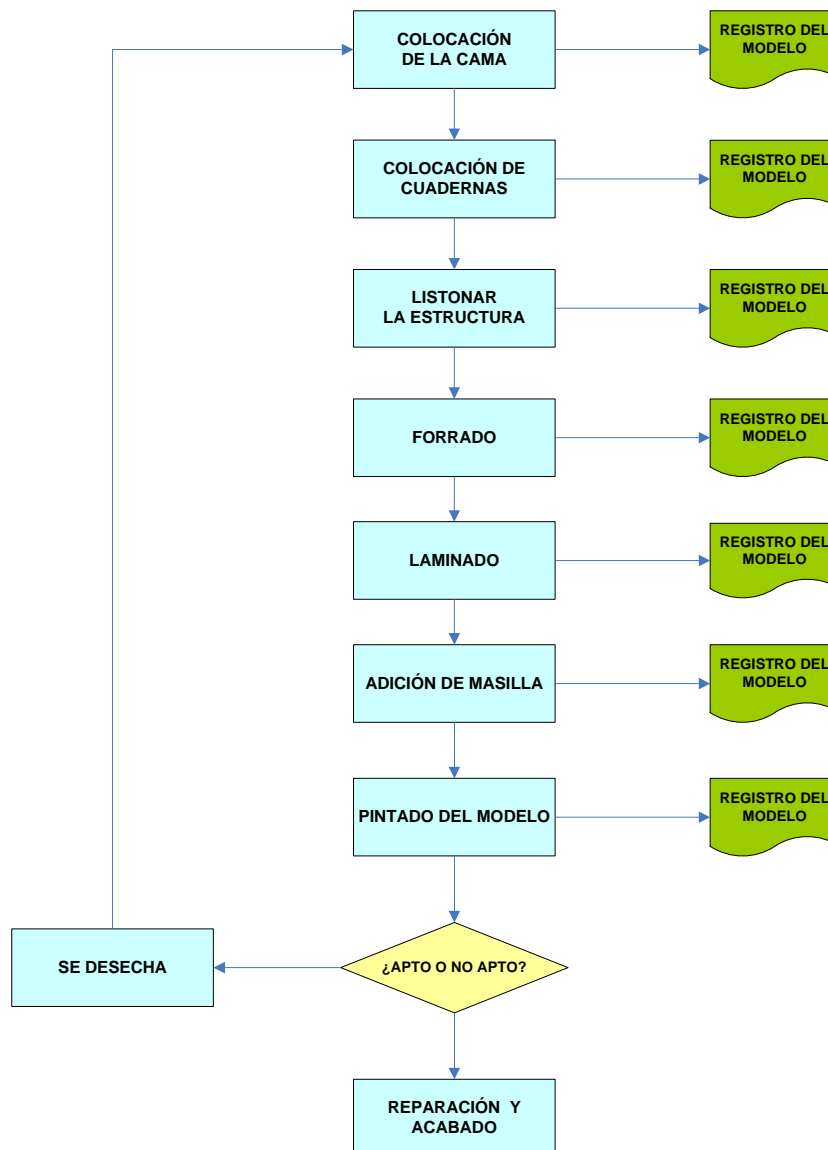 COLOCACIÓN
DE LA CAMA
REGISTRO DEL
MODELO
COLOCACIÓN DE
CUADERNAS
REGISTRO DEL
MODELO
LISTONAR
LA ESTRUCTURA
REGISTRO DEL
MODELO
FORRADO
REGISTRO DEL
MODELO
LAMINADO
REGISTRO DEL
MODELO
ADICIÓN DE MASILLA
REGISTRO DEL
MODELO
PINTADO DEL MODELO
REGISTRO DEL
MODELO
SE DESECHA
¿APTO O NO APTO?
REPARACIÓN Y
ACABADO